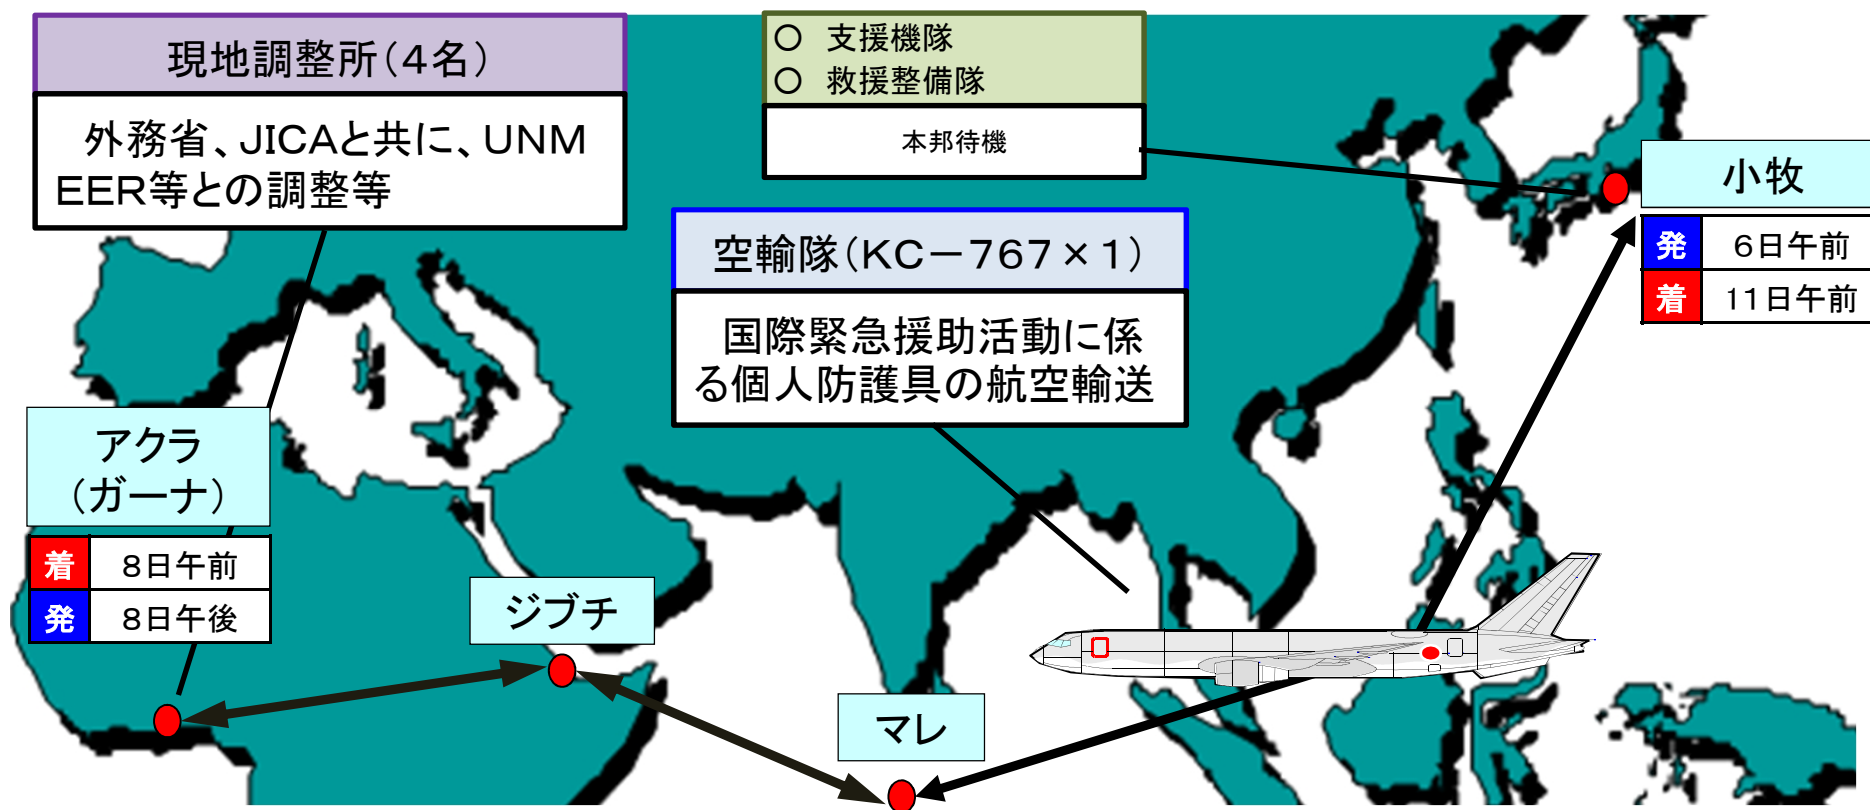 現地調整所(4名)
外務省、JICAと共に、UNM
EER等との調整等
○ 支援機隊
○ 救援整備隊
本邦待機
小牧
発 6日午前
着 11日午前
空輸隊(KC-767×1)
国際緊急援助活動に係
る個人防護具の航空輸送
アクラ
(ガーナ)
着 8日午前
発 8日午後
ジブチ
マレ